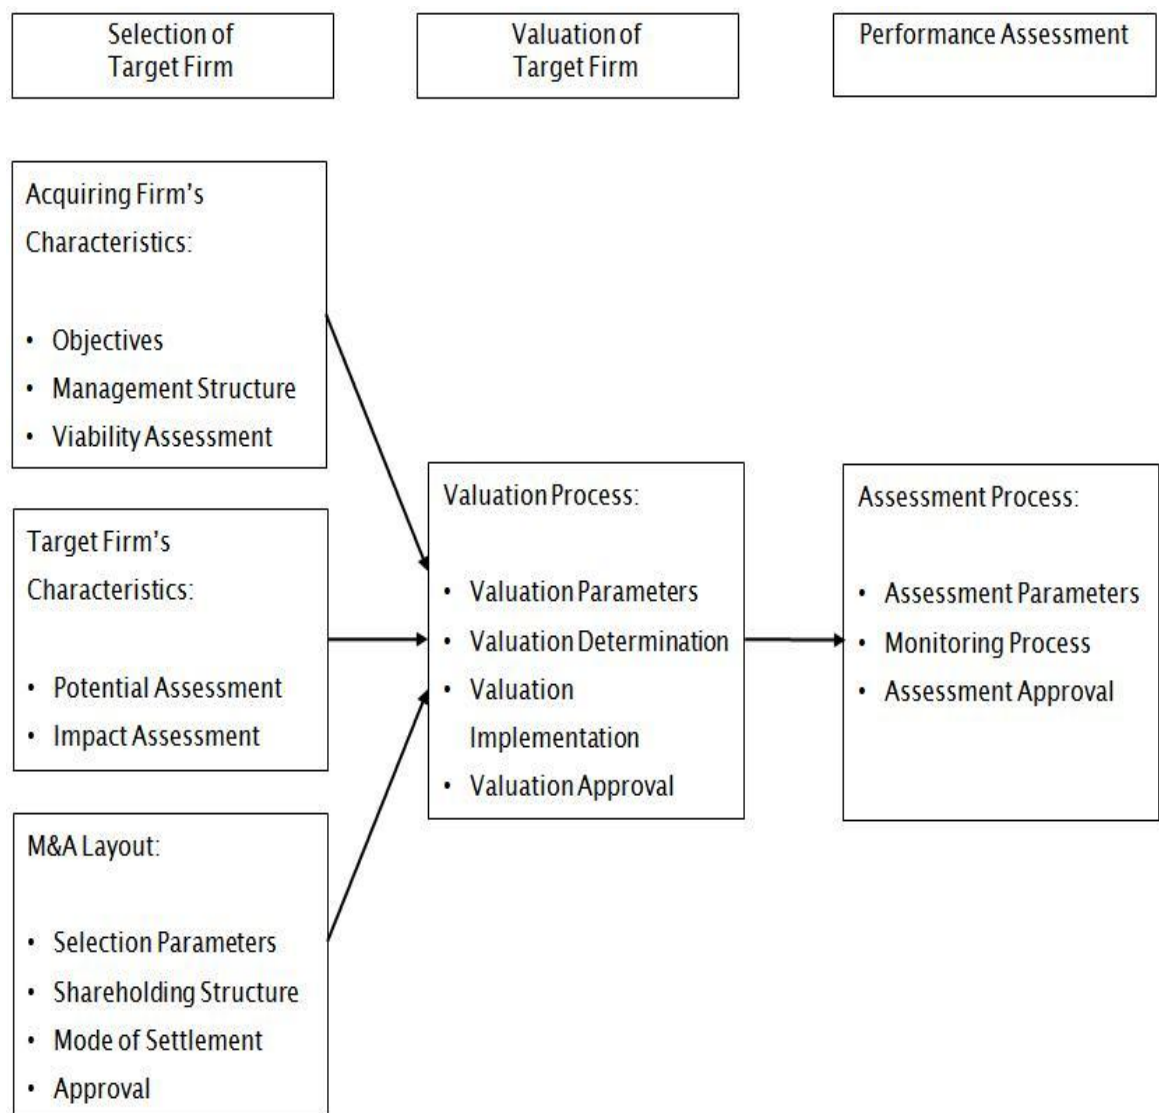 Selection of
Target Firm
Valuation of
Target Firm
Performance Assessment
Acquiring Firm's
Characteristics:
• Objectives
• Management Structure
• Viability Assessment
Target Firm's
Characteristics:
• Potential Assessment
• Impact Assessment
M&A Layout:
• Selection Parameters
• Shareholding Structure
• Mode of Settlement
• Approval
Valuation Process:
• Valuation Parameters
• Valuation Determination
• Valuation
Implementation
• Valuation Approval
Assessment Process:
• Assessment Parameters
• Monitoring Process
• Assessment Approval